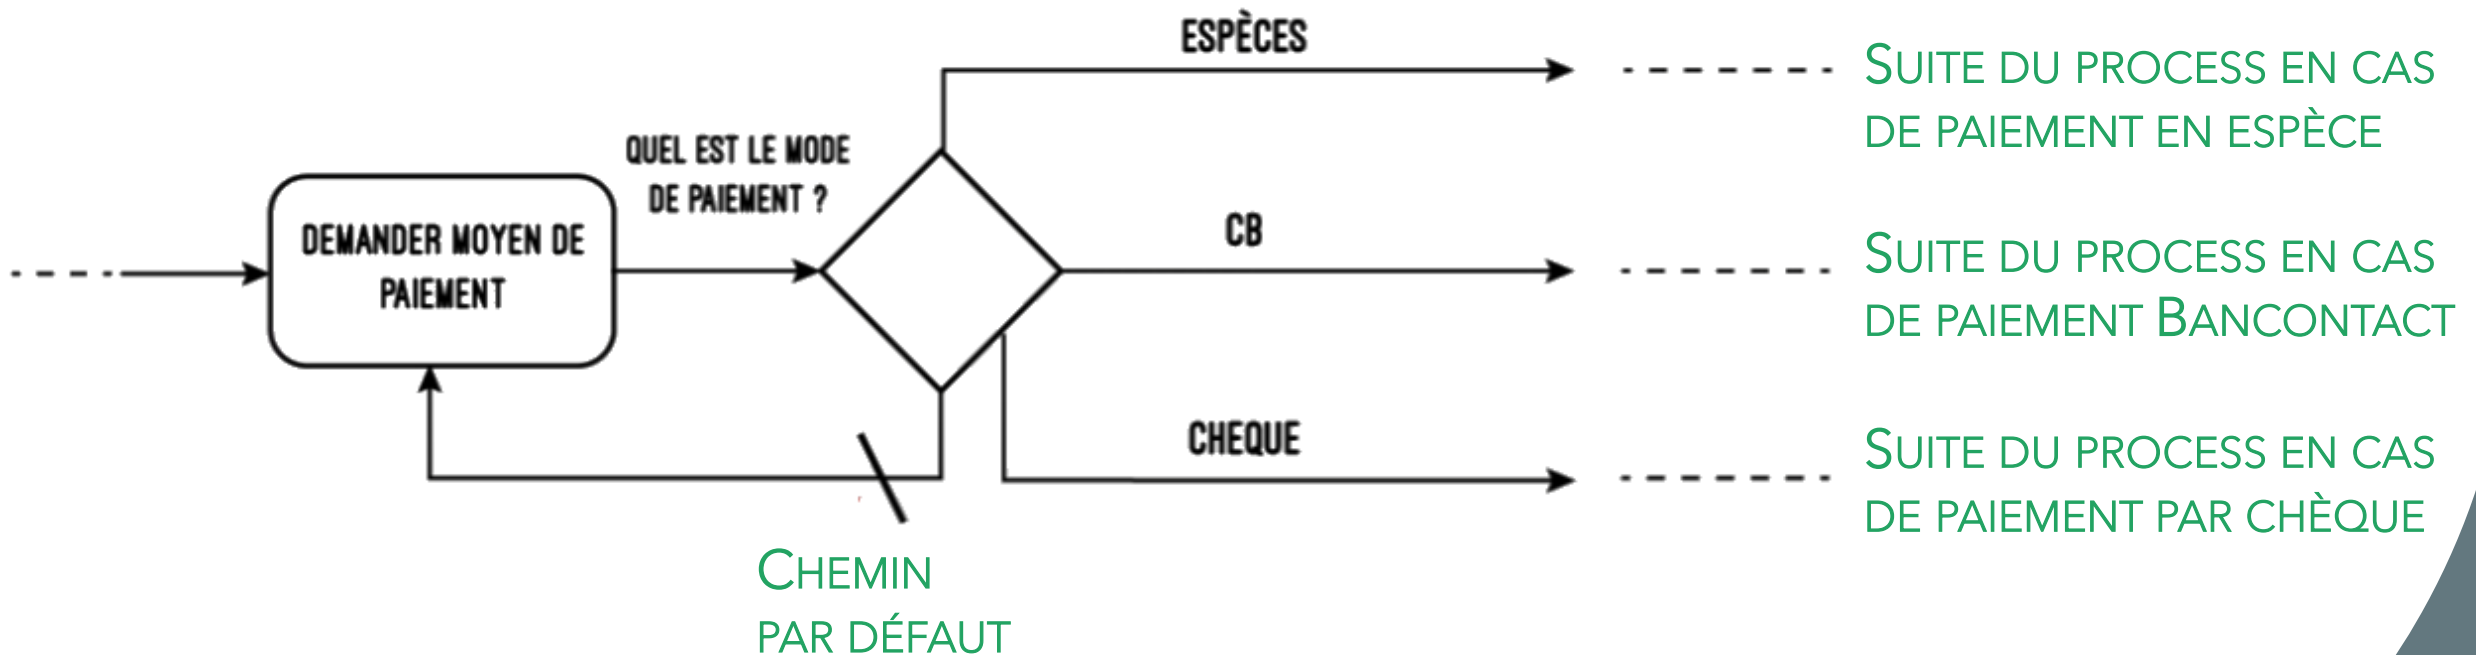 ESPÈCES
SUITE DU PROCESS EN CAS
DE PAIEMENT EN ESPÈCE
QUEL EST LE MODE
DE PAIEMENT ?
DEMANDER MOYEN DE
PAIEMENT
CB
SUITE DU PROCESS EN CAS
DE PAIEMENT BANCONTACT
CHEQUE
SUITE DU PROCESS EN CAS
DE PAIEMENT PAR CHÈQUE
CHEMIN
PAR DÉFAUT